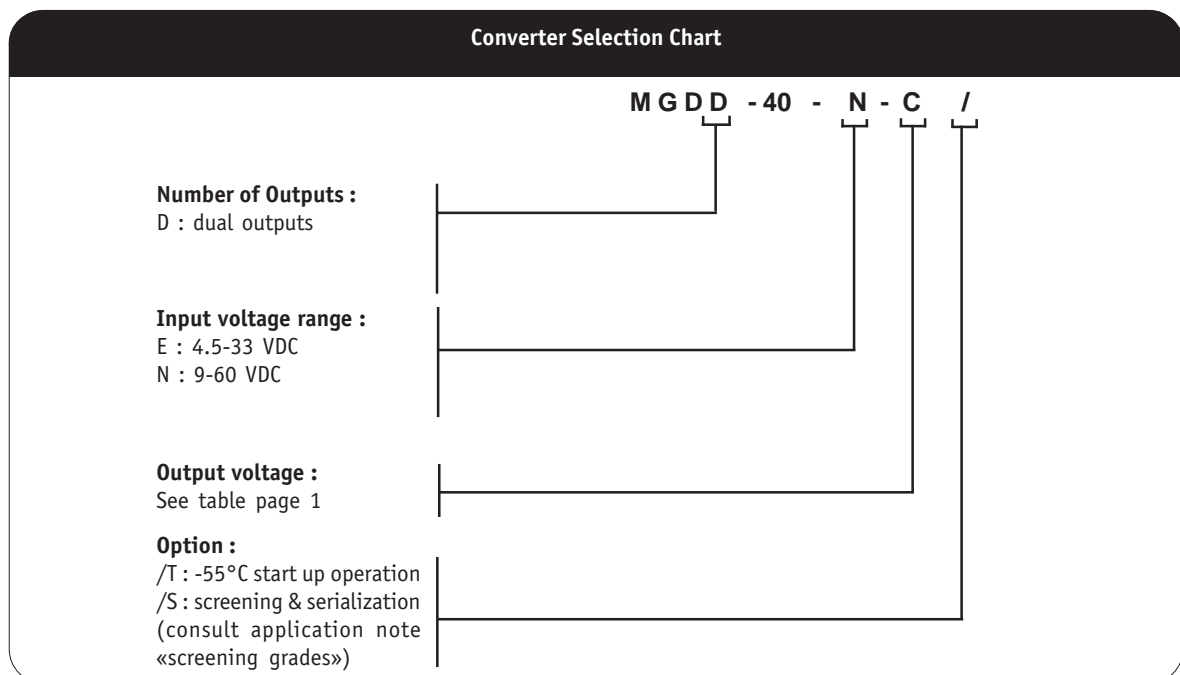 Converter Selection Chart
M G D D - 40 - N - C /
Number of Outputs :
D : dual outputs
Input voltage range :
E : 4.5-33 VDC
N : 9-60 VDC
Output voltage :
See table page 1
Option :
/T : -55°C start up operation
/S : screening & serialization
(consult application note
«screening grades»)